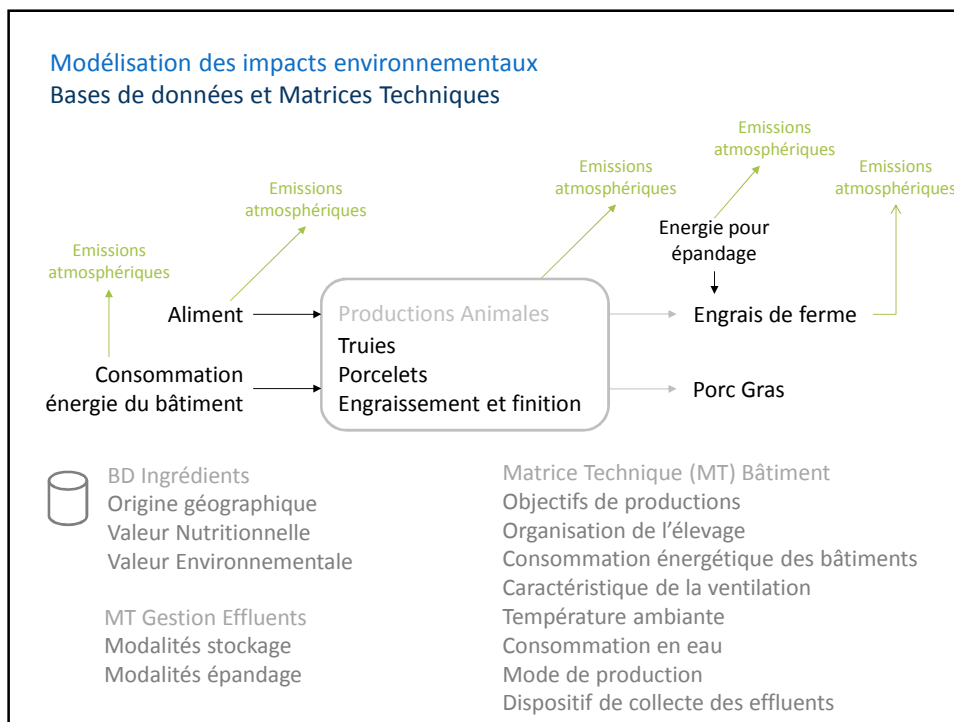 Modélisation des impacts environnementaux
Bases de données et Matrices Techniques
Emissions
atmosphériques
Emissions
atmosphériques
Emissions
atmosphériques
Emissions
atmosphériques
Emissions
atmosphériques
Energie pour
épandage
Aliment
Productions Animales
Engrais de ferme
Truies
Porcelets
Engraissement et finition
Consommation
énergie du bâtiment
Porc Gras
BD Ingrédients
Origine géographique
Valeur Nutritionnelle
Valeur Environnementale
MT Gestion Effluents
Modalités stockage
Modalités épandage
Matrice Technique (MT) Bâtiment
Objectifs de productions
Organisation de l’élevage
Consommation énergétique des bâtiments
Caractéristique de la ventilation
Température ambiante
Consommation en eau
Mode de production
Dispositif de collecte des effluents